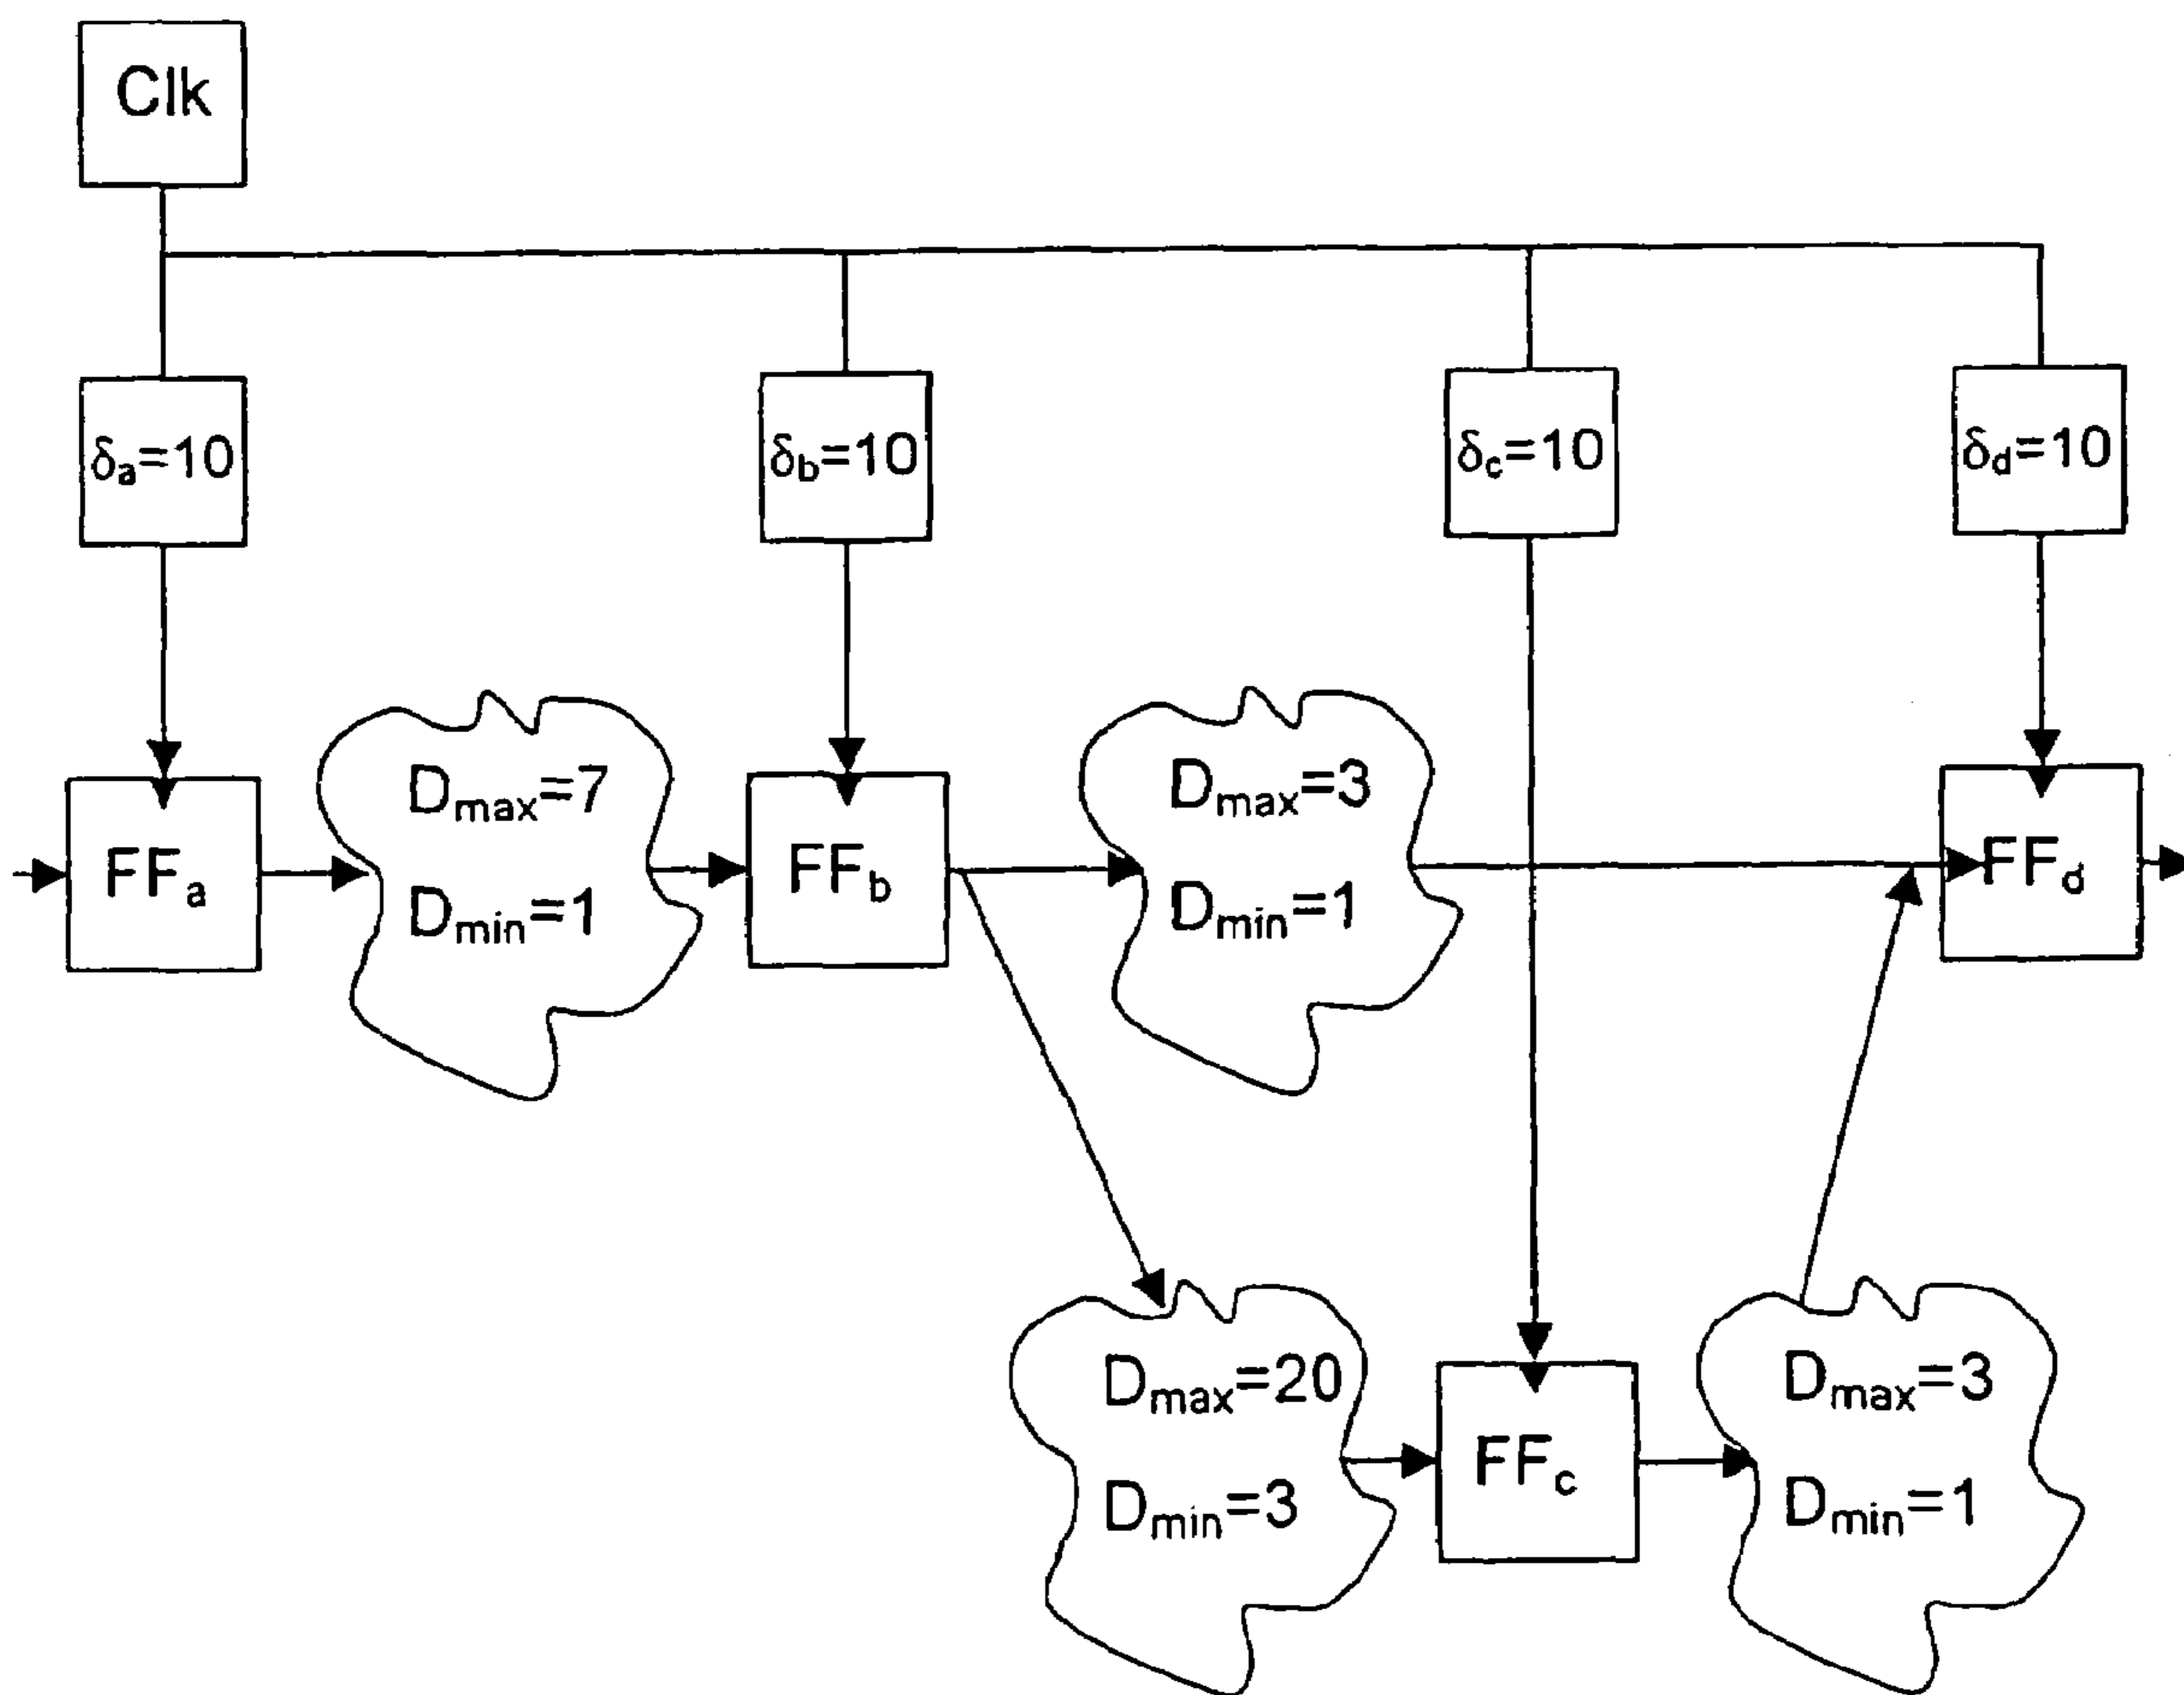 Clk
δa=10
δb=10
δc=10
δd=10
FFa
Dmax=7
Dmin=1
FFb
Dmax=3
Dmin=1
FFd
Dmax=20
Dmin=3
FFc
Dmax=3
Dmin=1